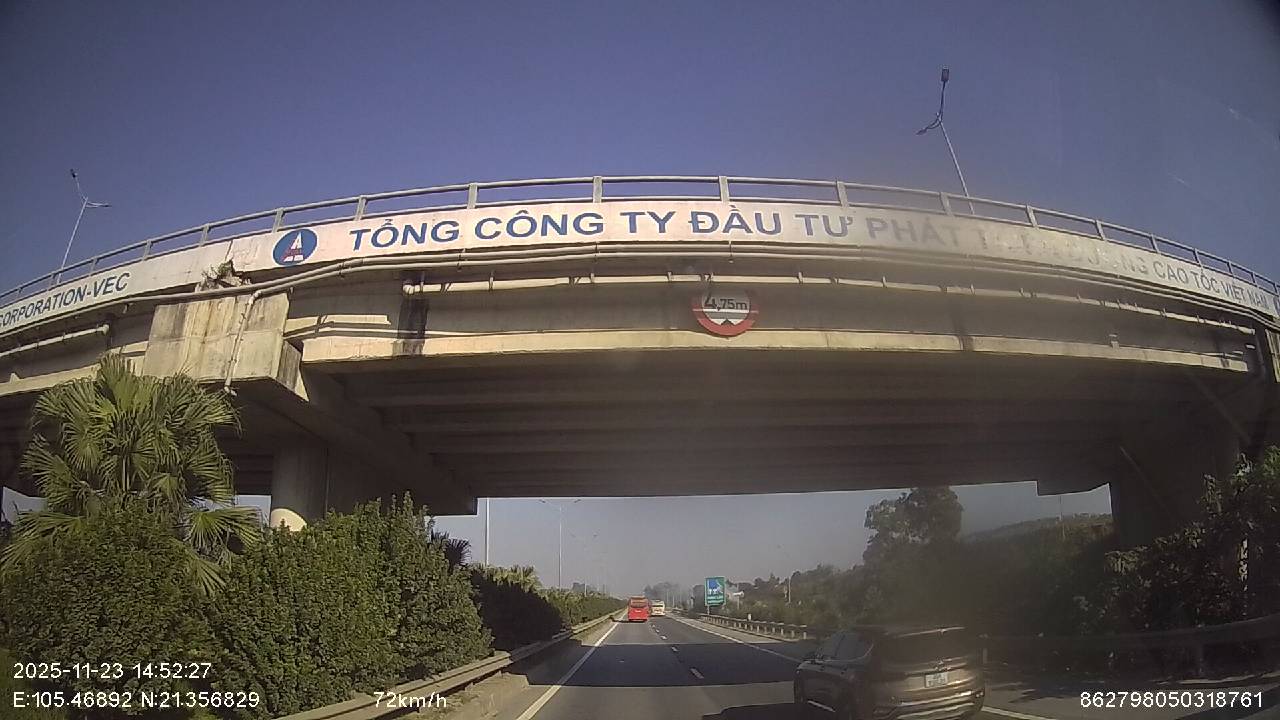 CORPORATION-VEC
TỔNG CÔNG TY ĐẦU TƯ PHÁT CAO TỐC VIỆT NAM
4,75m
2025-11-23 14:52:27
E:105.46892 N:21.356829
72km/h
862798050318761